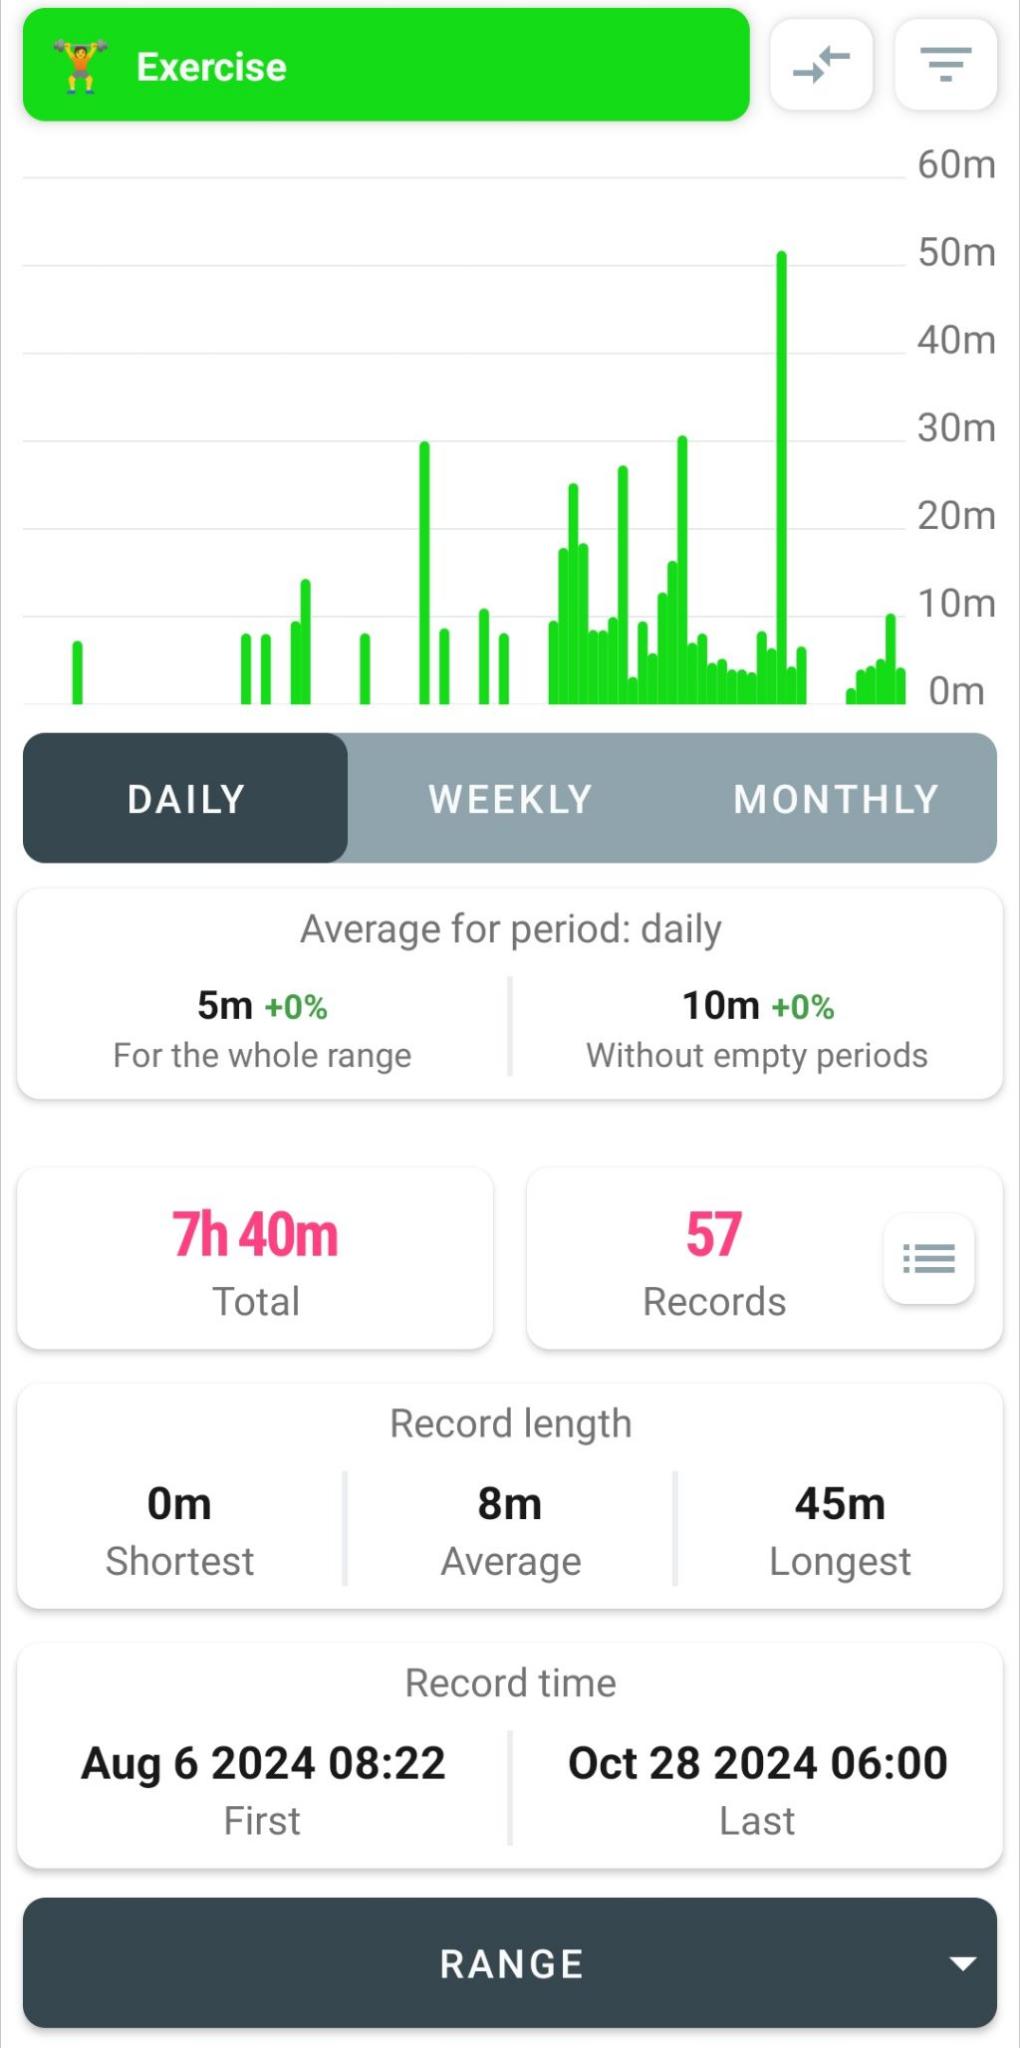 Exercise
60m
50m
40m
30m
20m
10m
0m
DAILY WEEKLY MONTHLY
Average for period: daily
5m +0% 10m +0%
For the whole range Without empty periods
7h 40m 57
Total Records
Record length
0m 8m 45m
Shortest Average Longest
Record time
Aug 6 2024 08:22 Oct 28 2024 06:00
First Last
RANGE